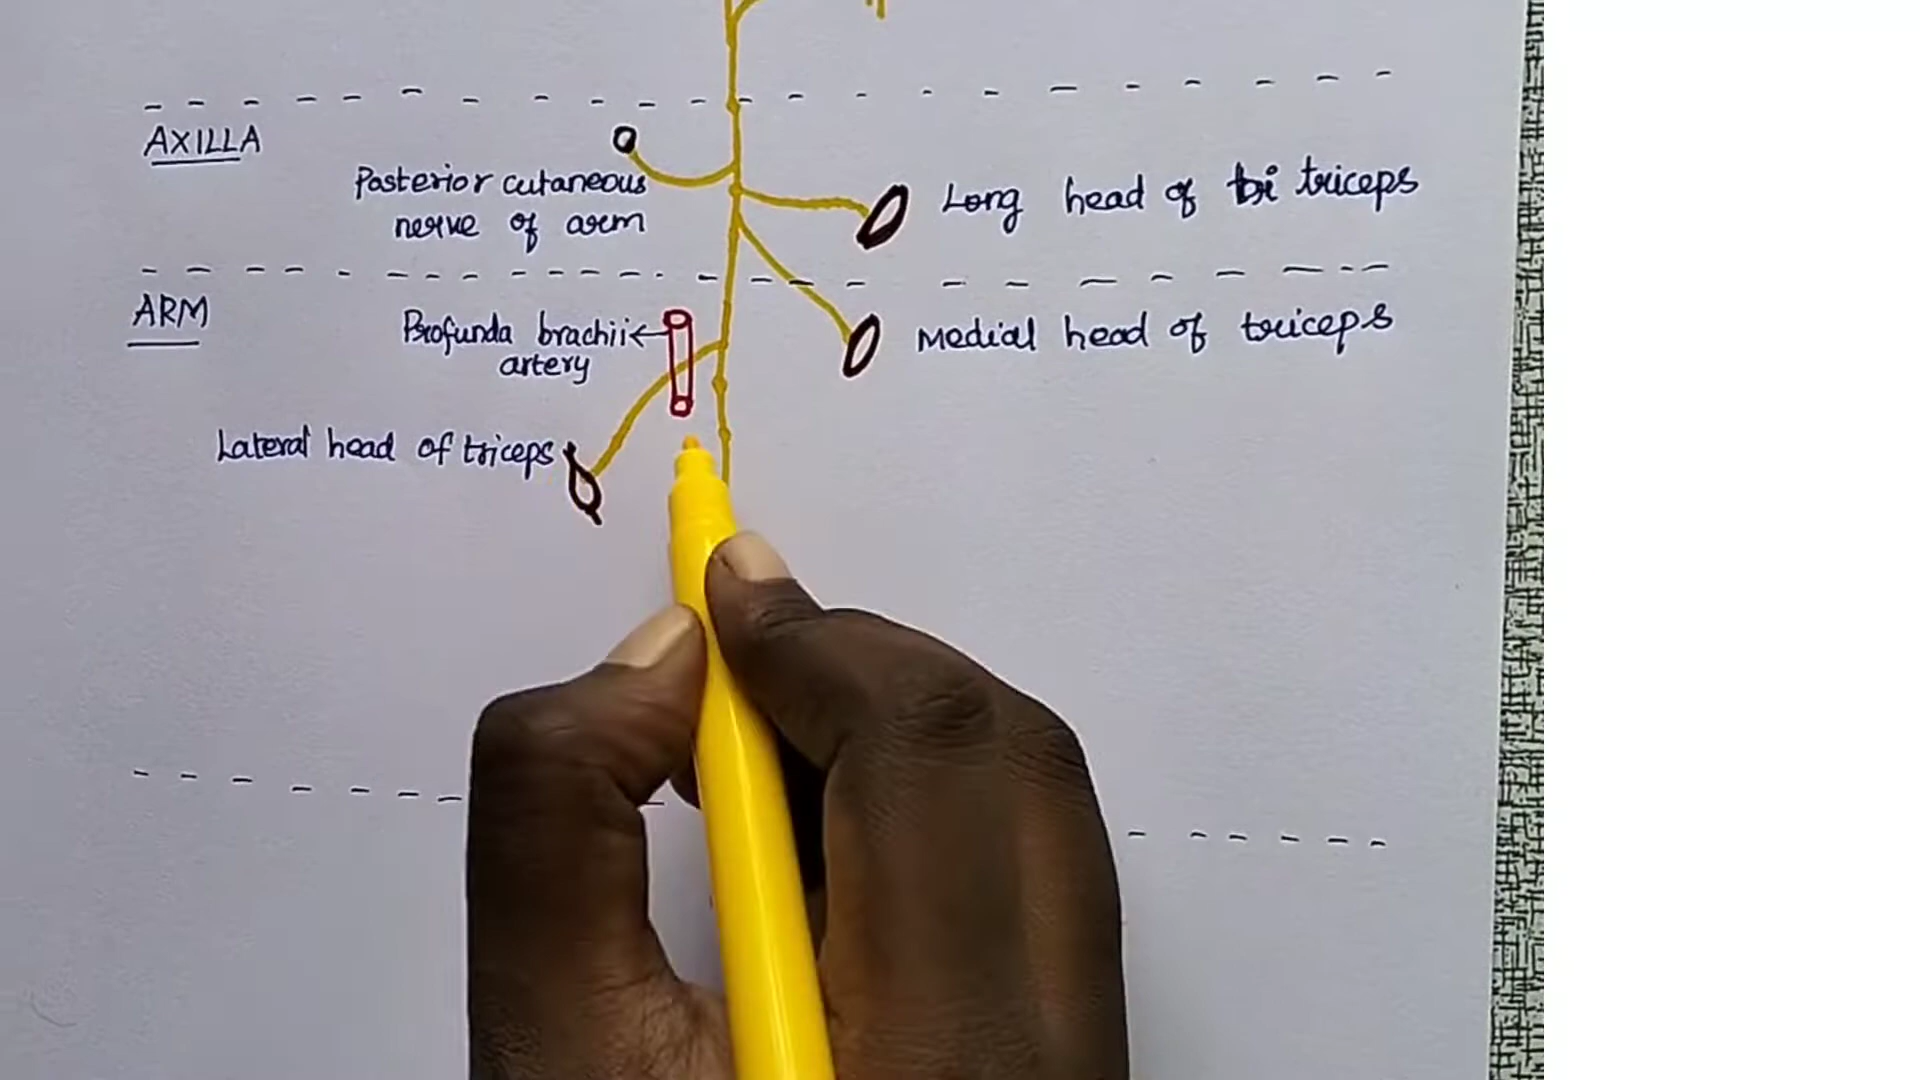 AXILLA
Posterior cutaneous
nerve of arm
Long head of tri triceps
ARM
Profunda brachii
artery
Medial head of triceps
Lateral head of triceps